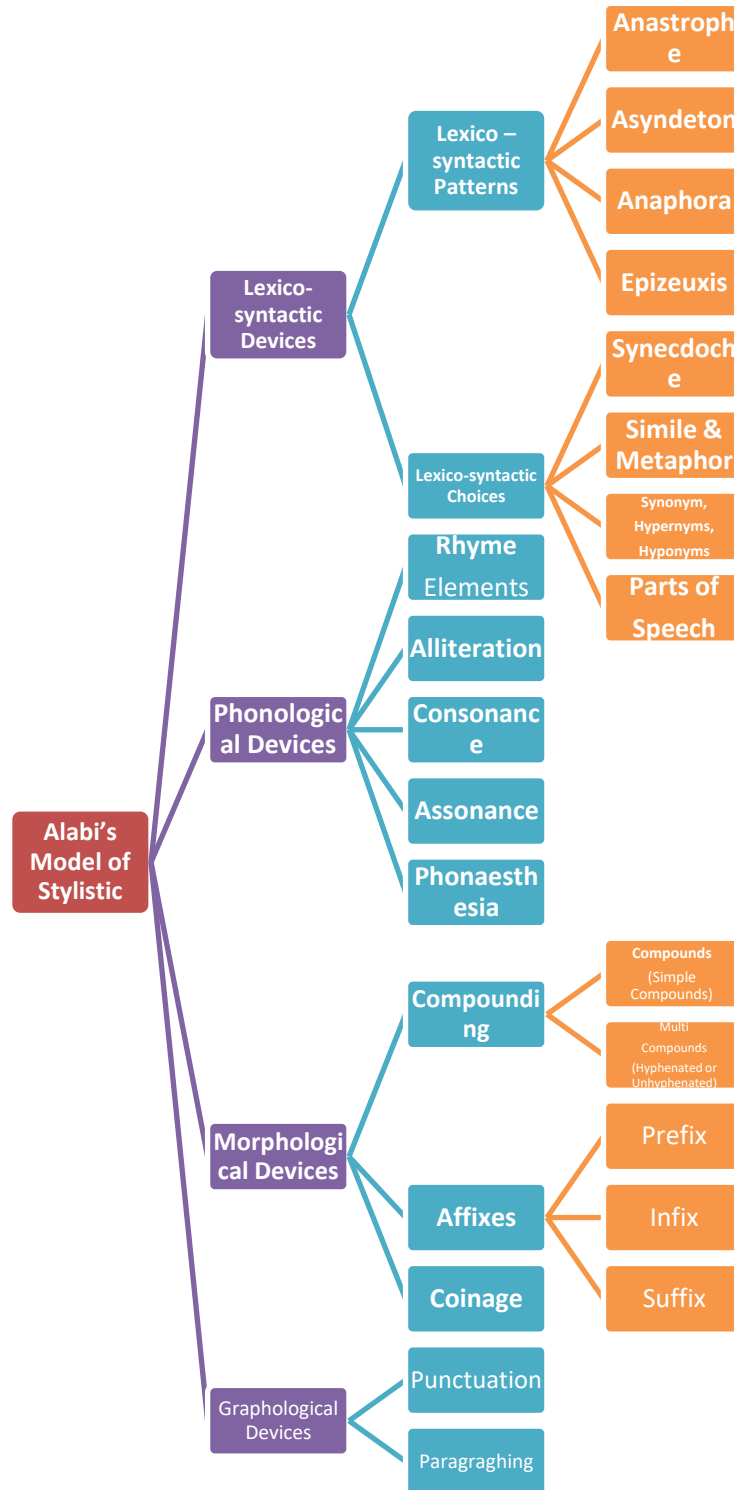 Anastroph
e
Asyndeton
Anaphora
Epizeuxis
Lexico –
syntactic
Patterns
Lexico-
syntactic
Devices
Synecdoch
e
Simile &
Metaphor
Synonym,
Hypernyms,
Hyponyms
Parts of
Speech
Lexico-syntactic
Choices
Rhyme
Elements
Alliteration
Consonanc
e
Assonance
Phonaesth
esia
Phonologic
al Devices
Alabi's
Model of
Stylistic
Compounds
(Simple
Compounds)
Multi
Compounds
(Hyphenated or
Unhyphenated)
Compoundi
ng
Morphologi
cal Devices
Prefix
Infix
Suffix
Affixes
Coinage
Punctuation
Graphological
Devices
Paragraghing